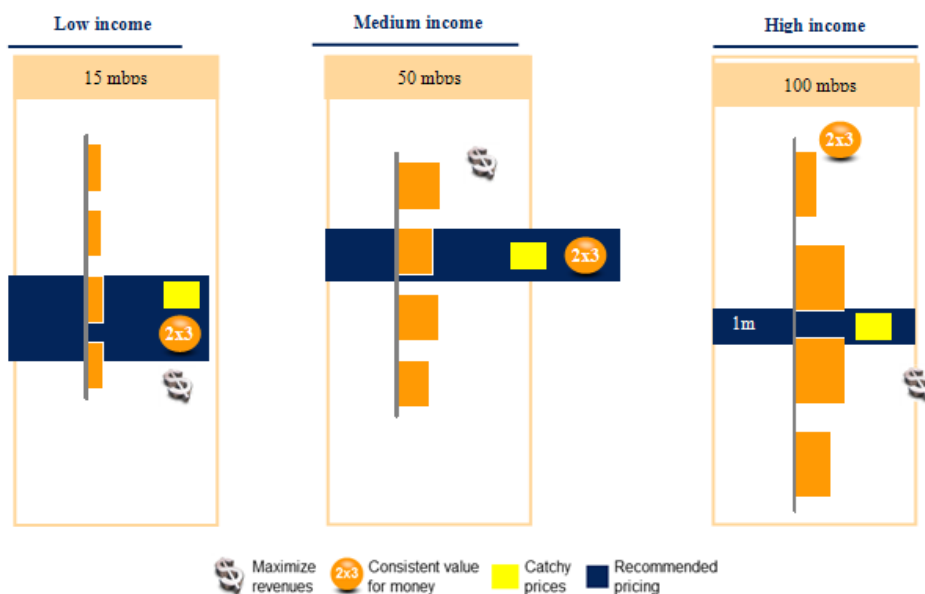 Low income
Medium income
High income
15 mbps
50 mbps
100 mbps
2x3
2x3
1m
2x3
$
$
$
$ Maximize
revenues
2x3 Consistent value
for money
Catchy
prices
Recommended
pricing